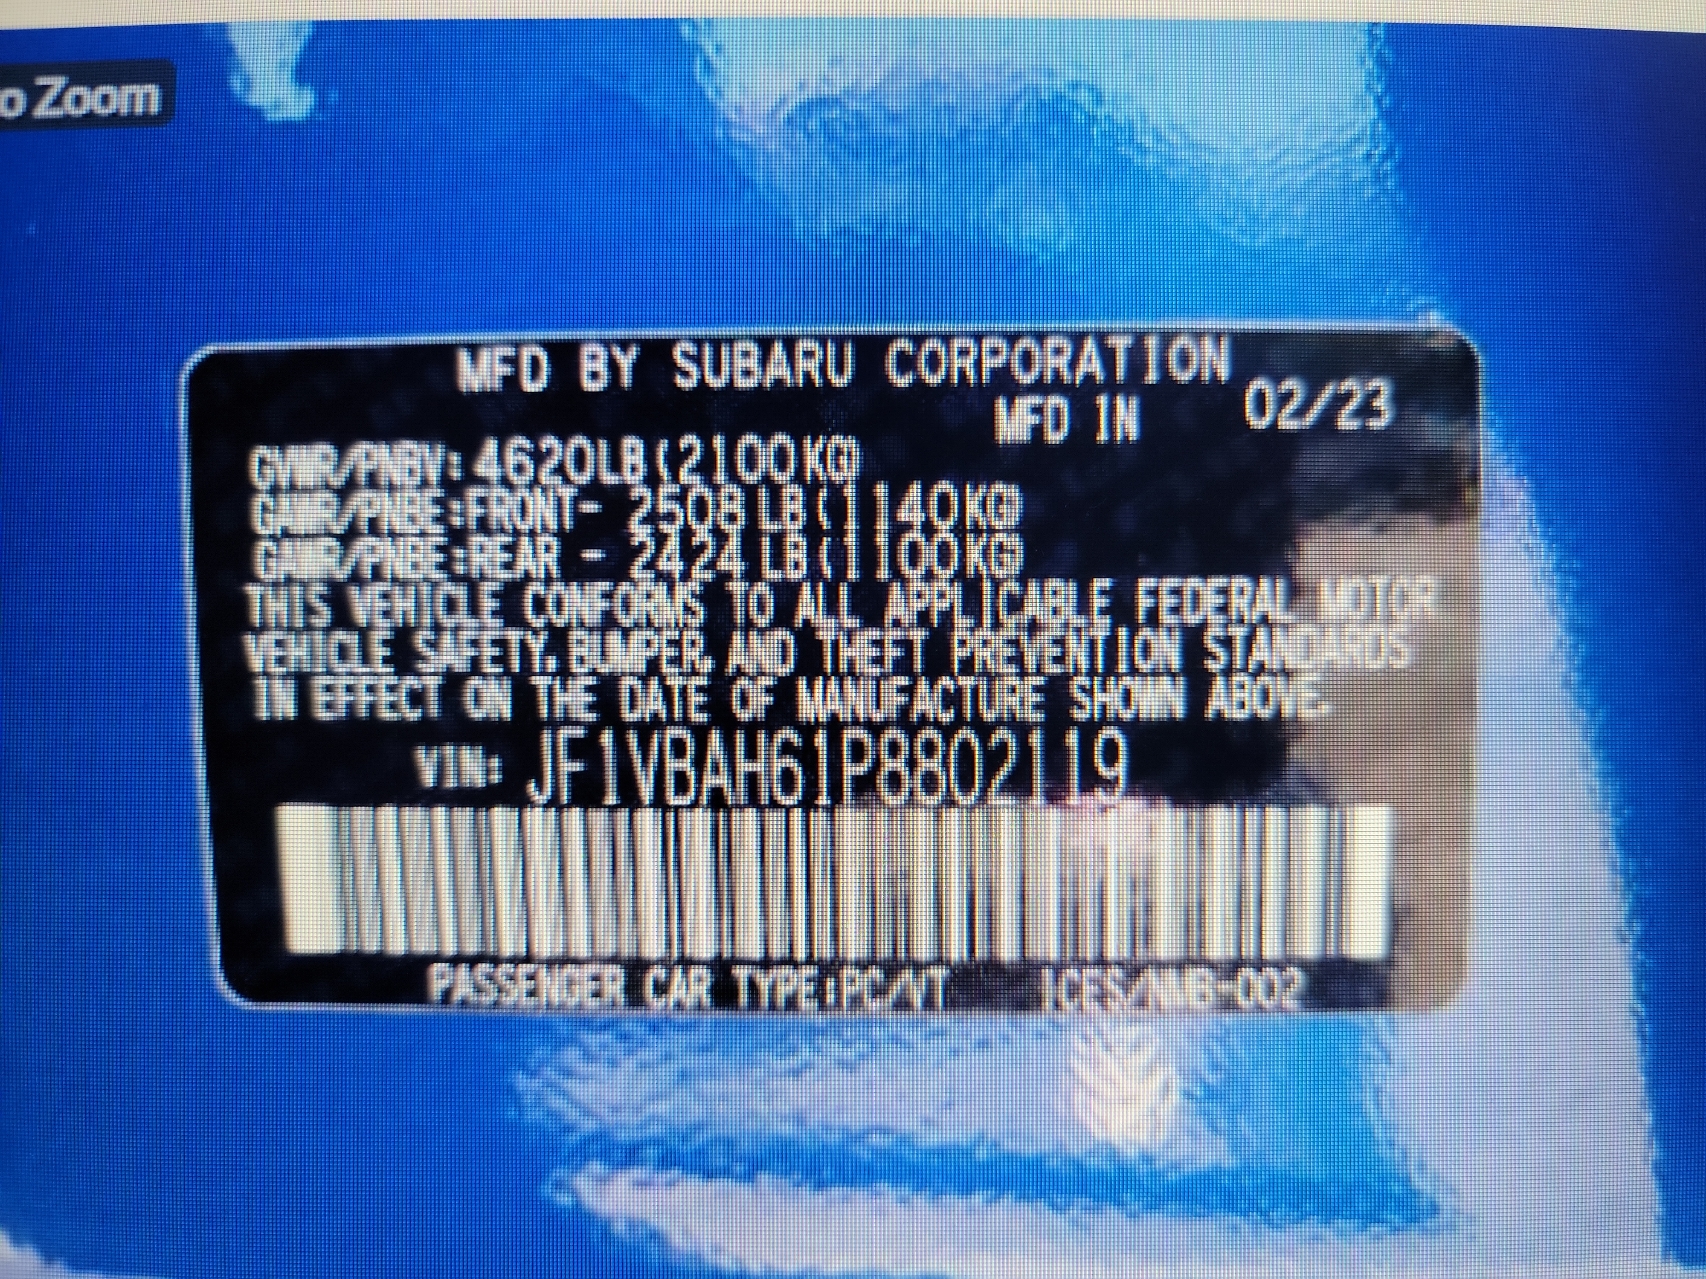 o Zoom
MFD BY SUBARU CORPORATION
MFD IN 02/23
GVWR/PNBV: 4620LB(2100KG)
GAWR/PNBE:FRONT- 2508 LB(1140KG)
GAWR/PNBE:REAR - 2424 LB(1100KG)
THIS VEHICLE CONFORMS TO ALL APPLICABLE FEDERAL MOTOR
VEHICLE SAFETY, BUMPER, AND THEFT PREVENTION STANDARDS
IN EFFECT ON THE DATE OF MANUFACTURE SHOWN ABOVE.
VIN: JF1VBAH61P8802119
PASSENGER CAR TYPE:PC/VT ICES/NMB-002